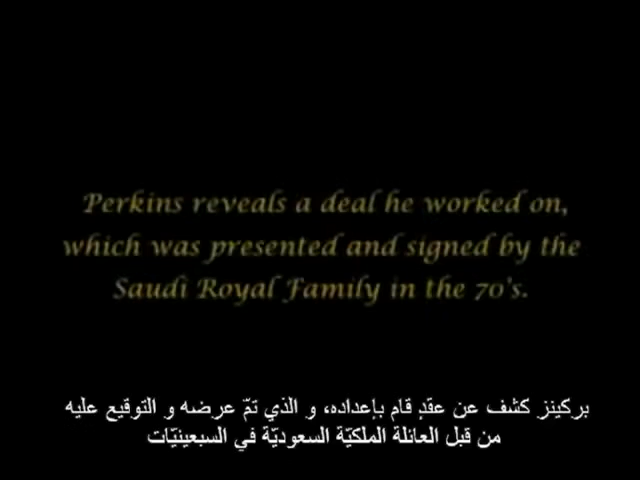 Perkins reveals a deal he worked on,
which was presented and signed by the
Saudi Royal Family in the 70's.
بركينز كشف عن عقدٍ قام بإعداده، و الذي تمّ عرضه و التوقيع عليه
من قبل العائلة الملكيّة السعوديّة في السبعينيّات